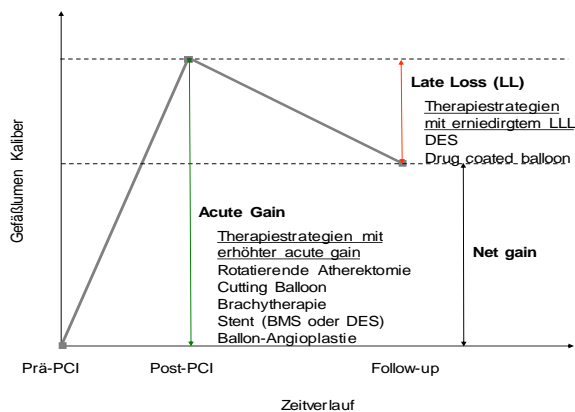 Gefäßlumen Kaliber
Late Loss (LL)
Therapiestrategien
mit erniedirgtem LLL
DES
Drug coated balloon
Acute Gain
Therapiestrategien mit
erhöhter acute gain
Rotatierende Atherektomie
Cutting Balloon
Brachytherapie
Stent (BMS oder DES)
Ballon-Angioplastie
Net gain
Prä-PCI
Post-PCI
Follow-up
Zeitverlauf